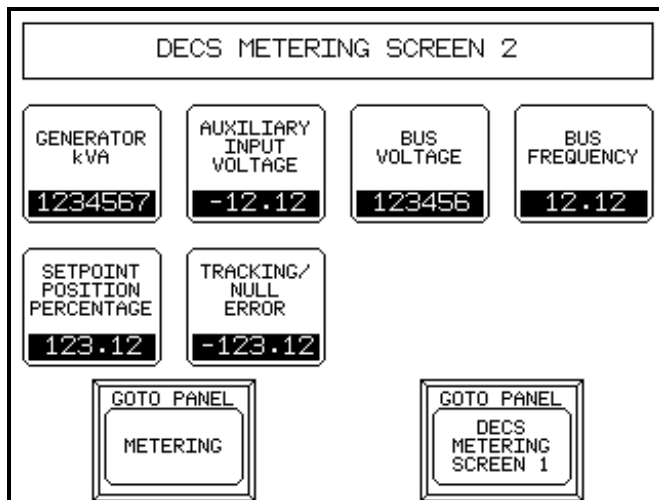 DECS METERING SCREEN 2
GENERATOR
kVA
1234567
AUXILIARY
INPUT
VOLTAGE
-12.12
BUS
VOLTAGE
123456
BUS
FREQUENCY
12.12
SETPOINT
POSITION
PERCENTAGE
123.12
TRACKING/
NULL
ERROR
-123.12
GOTO PANEL
METERING
GOTO PANEL
DECS
METERING
SCREEN 1